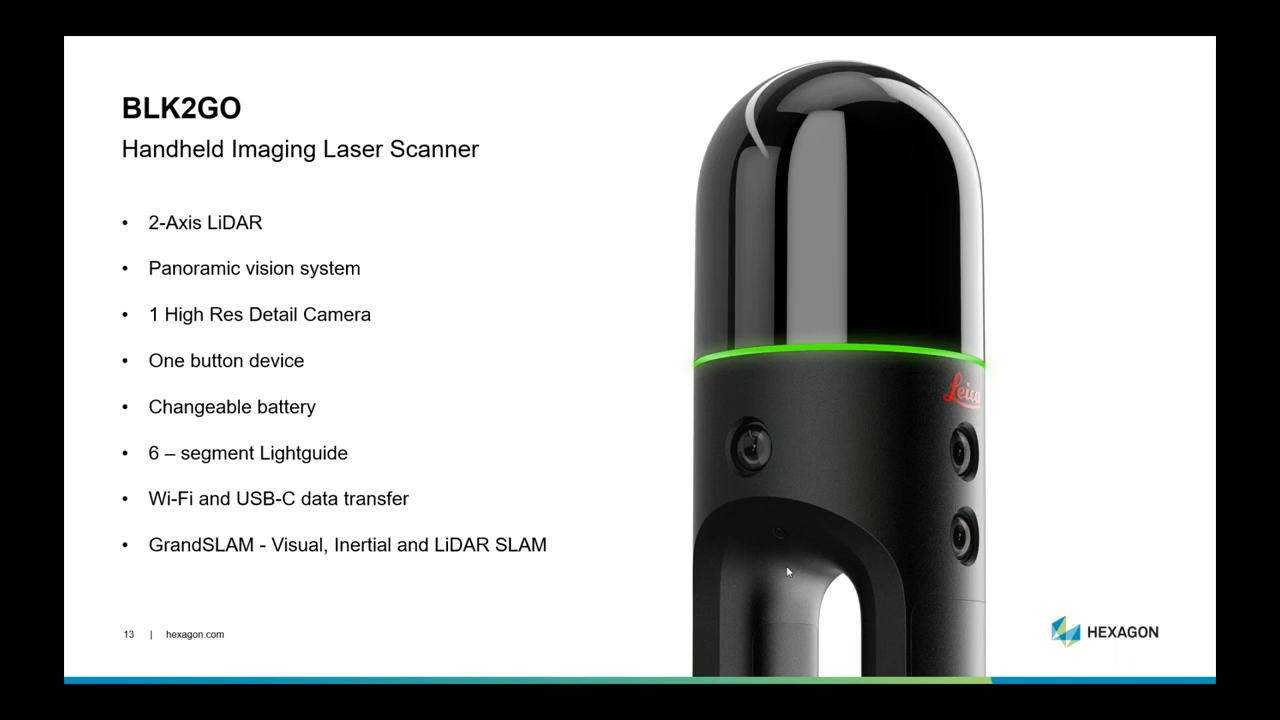 BLK2GO
Handheld Imaging Laser Scanner
• 2-Axis LiDAR
• Panoramic vision system
• 1 High Res Detail Camera
• One button device
• Changeable battery
• 6 – segment Lightguide
• Wi-Fi and USB-C data transfer
• GrandSLAM - Visual, Inertial and LiDAR SLAM
Leica
13 | hexagon.com
HEXAGON